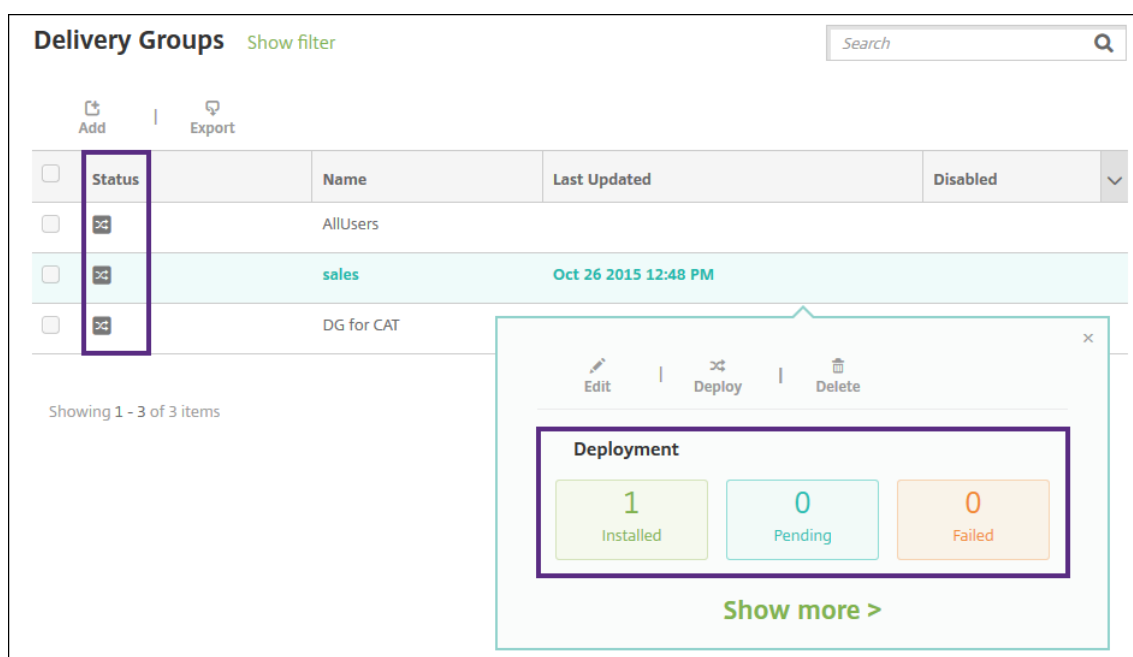 Delivery Groups Show filter Search
Add | Export
Status Name Last Updated Disabled
AllUsers
sales Oct 26 2015 12:48 PM
DG for CAT
×
Edit | Deploy | Delete
Showing 1 - 3 of 3 items
Deployment
1 0 0
Installed Pending Failed
Show more >